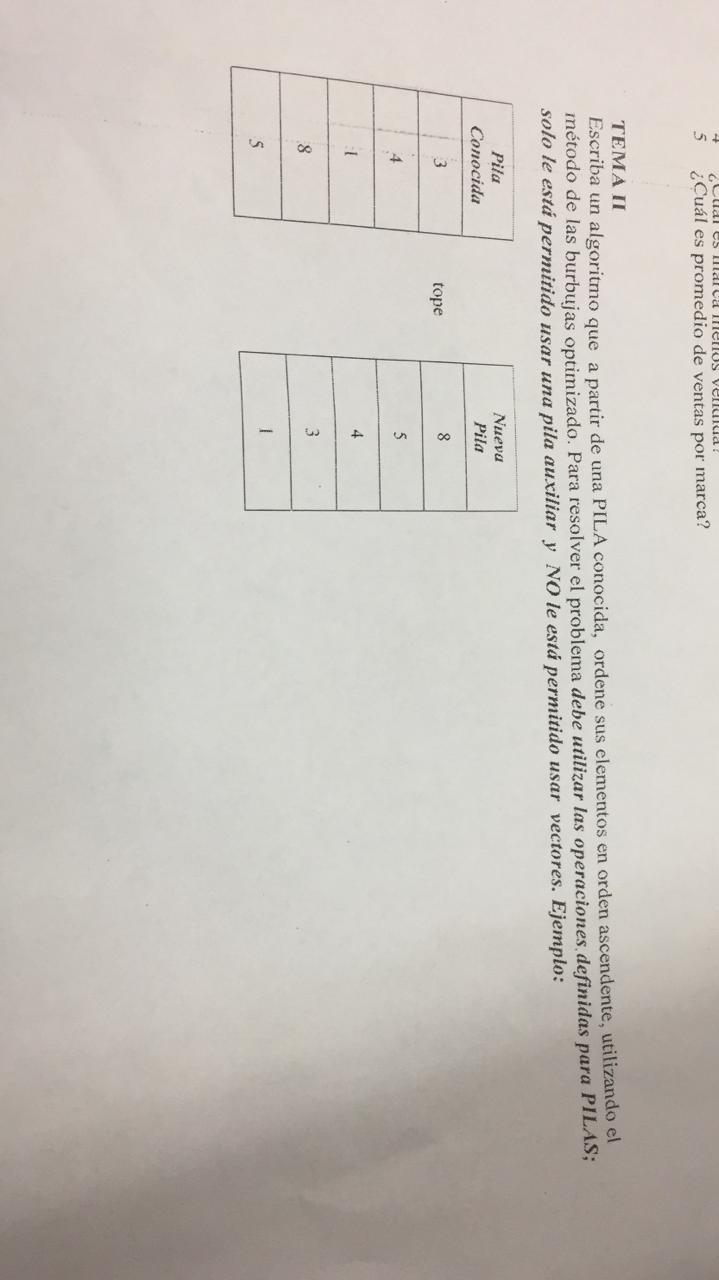 4 ¿Cuál es marca menos vendida?
5 ¿Cuál es promedio de ventas por marca?
TEMA II
Escriba un algoritmo que a partir de una PILA conocida, ordene sus elementos en orden ascendente, utilizando el
método de las burbujas optimizado. Para resolver el problema debe utilizar las operaciones definidas para PILAS;
solo le está permitido usar una pila auxiliar y NO le está permitido usar vectores. Ejemplo:
Pila
Conocida
3
4
1
8
5
tope
Nueva
Pila
8
5
4
3
1